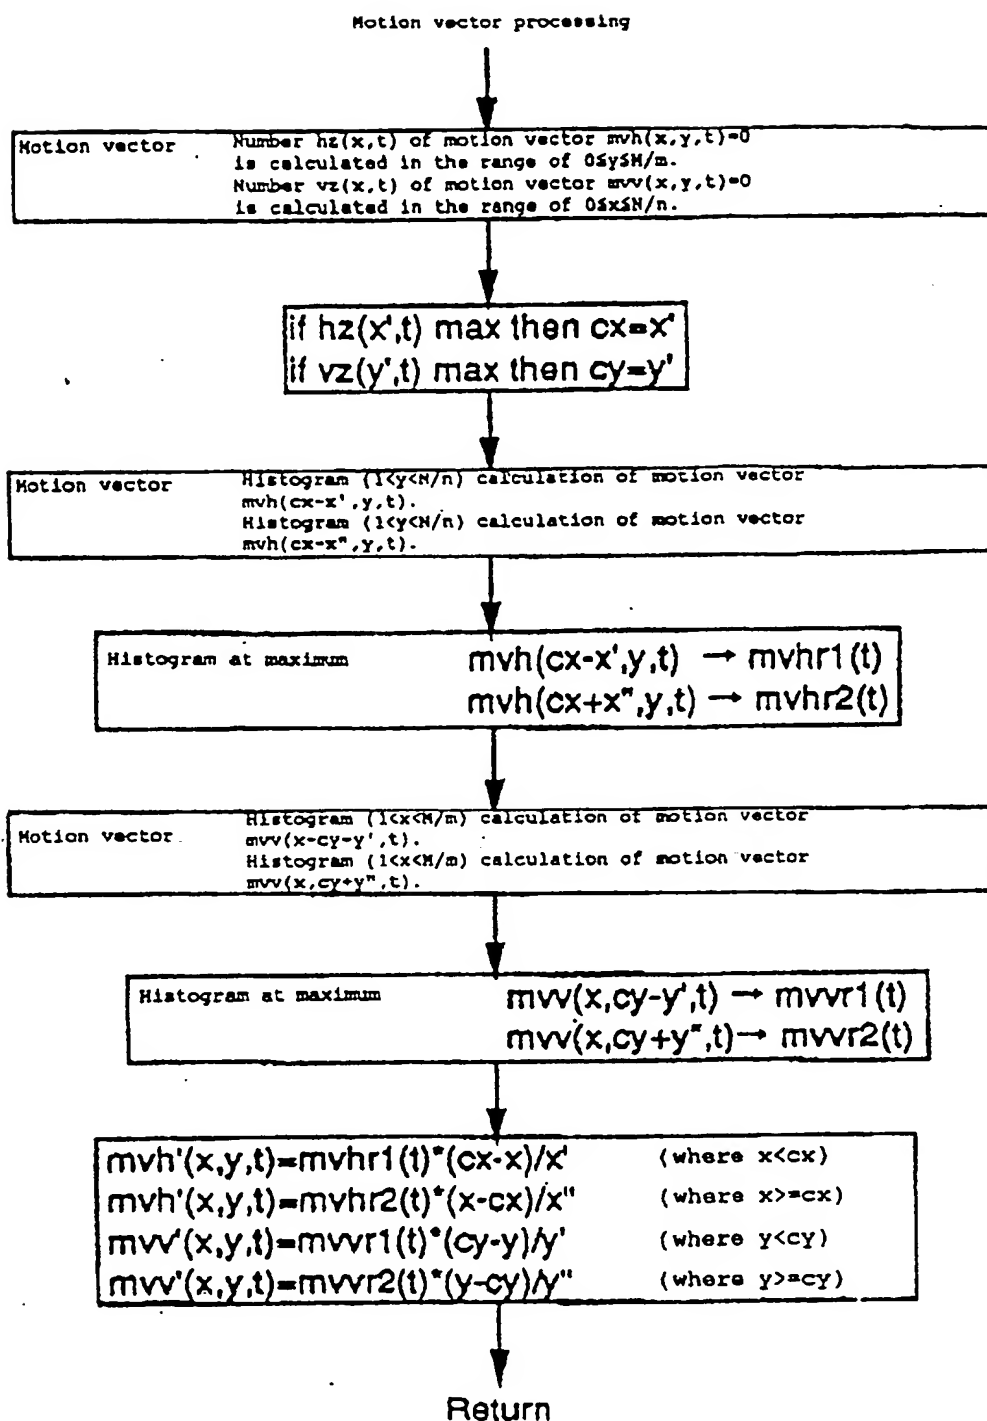 Motion vector processing
Motion vector Number hz(x,t) of motion vector mvh(x,y,t)=0
is calculated in the range of 0≤y≤M/m.
Number vz(x,t) of motion vector mvv(x,y,t)=0
is calculated in the range of 0≤x≤N/n.
if hz(x',t) max then cx=x'
if vz(y',t) max then cy=y'
Motion vector Histogram (1<y<M/n) calculation of motion vector
mvh(cx-x',y,t).
Histogram (1<y<M/n) calculation of motion vector
mvh(cx-x",y,t).
Histogram at maximum mvh(cx-x',y,t) → mvhr1(t)
mvh(cx+x",y,t) → mvhr2(t)
Motion vector Histogram (1<x<M/m) calculation of motion vector
mvv(x-cy-y',t).
Histogram (1<x<M/m) calculation of motion vector
mvv(x,cy+y",t).
Histogram at maximum mvv(x,cy-y',t) → mvvr1(t)
mvv(x,cy+y",t) → mvvr2(t)
mvh'(x,y,t)=mvhr1(t)*(cx-x)/x' (where x<cx)
mvh'(x,y,t)=mvhr2(t)*(x-cx)/x" (where x>=cx)
mvv'(x,y,t)=mvvr1(t)*(cy-y)/y' (where y<cy)
mvv'(x,y,t)=mvvr2(t)*(y-cy)/y" (where y>=cy)
Return